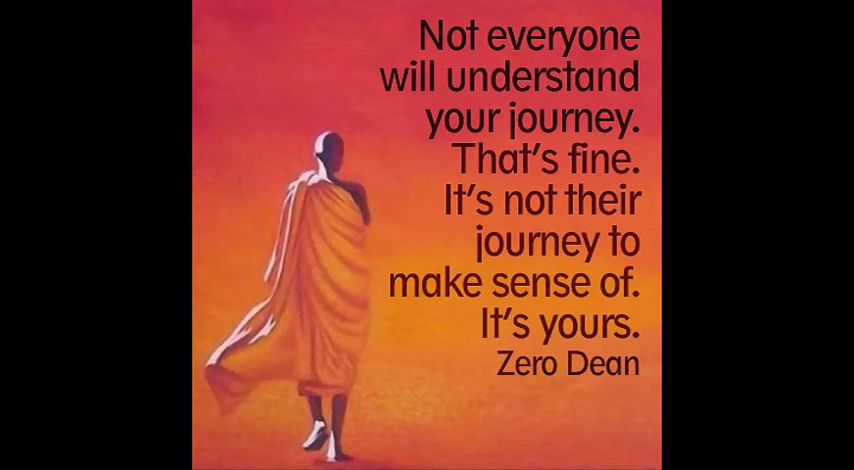 Not everyone
will understand
your journey.
That's fine.
It's not their
journey to
make sense of.
It's yours.
Zero Dean